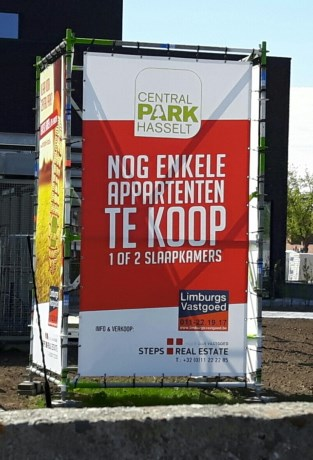 CENTRAL
PARK
HASSELT
NOG ENKELE
APPARTENTEN
TE KOOP
1 OF 2 SLAAPKAMERS
Limburgs
Vastgoed
INFO & VERKOOP:
STEPS REAL ESTATE